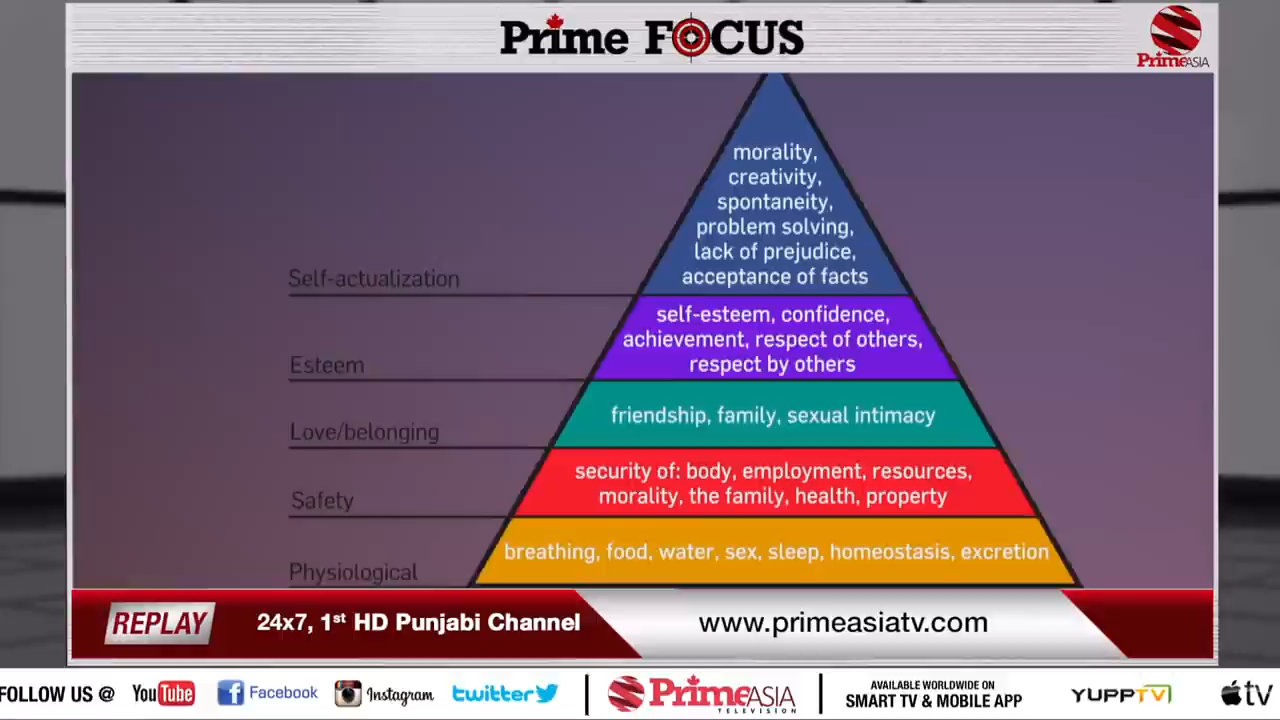 Prime FOCUS
PrimeASIA
morality,
creativity,
spontaneity,
problem solving,
lack of prejudice,
acceptance of facts
Self-actualization
self-esteem, confidence,
achievement, respect of others,
respect by others
Esteem
friendship, family, sexual intimacy
Love/belonging
security of: body, employment, resources,
morality, the family, health, property
Safety
breathing, food, water, sex, sleep, homeostasis, excretion
Physiological
REPLAY
24x7, 1st HD Punjabi Channel
www.primeasiatv.com
FOLLOW US @ YouTube Facebook Instagram twitter
PrimeASIA
TELEVISION
AVAILABLE WORLDWIDE ON
SMART TV & MOBILE APP
YUPPTV
tv